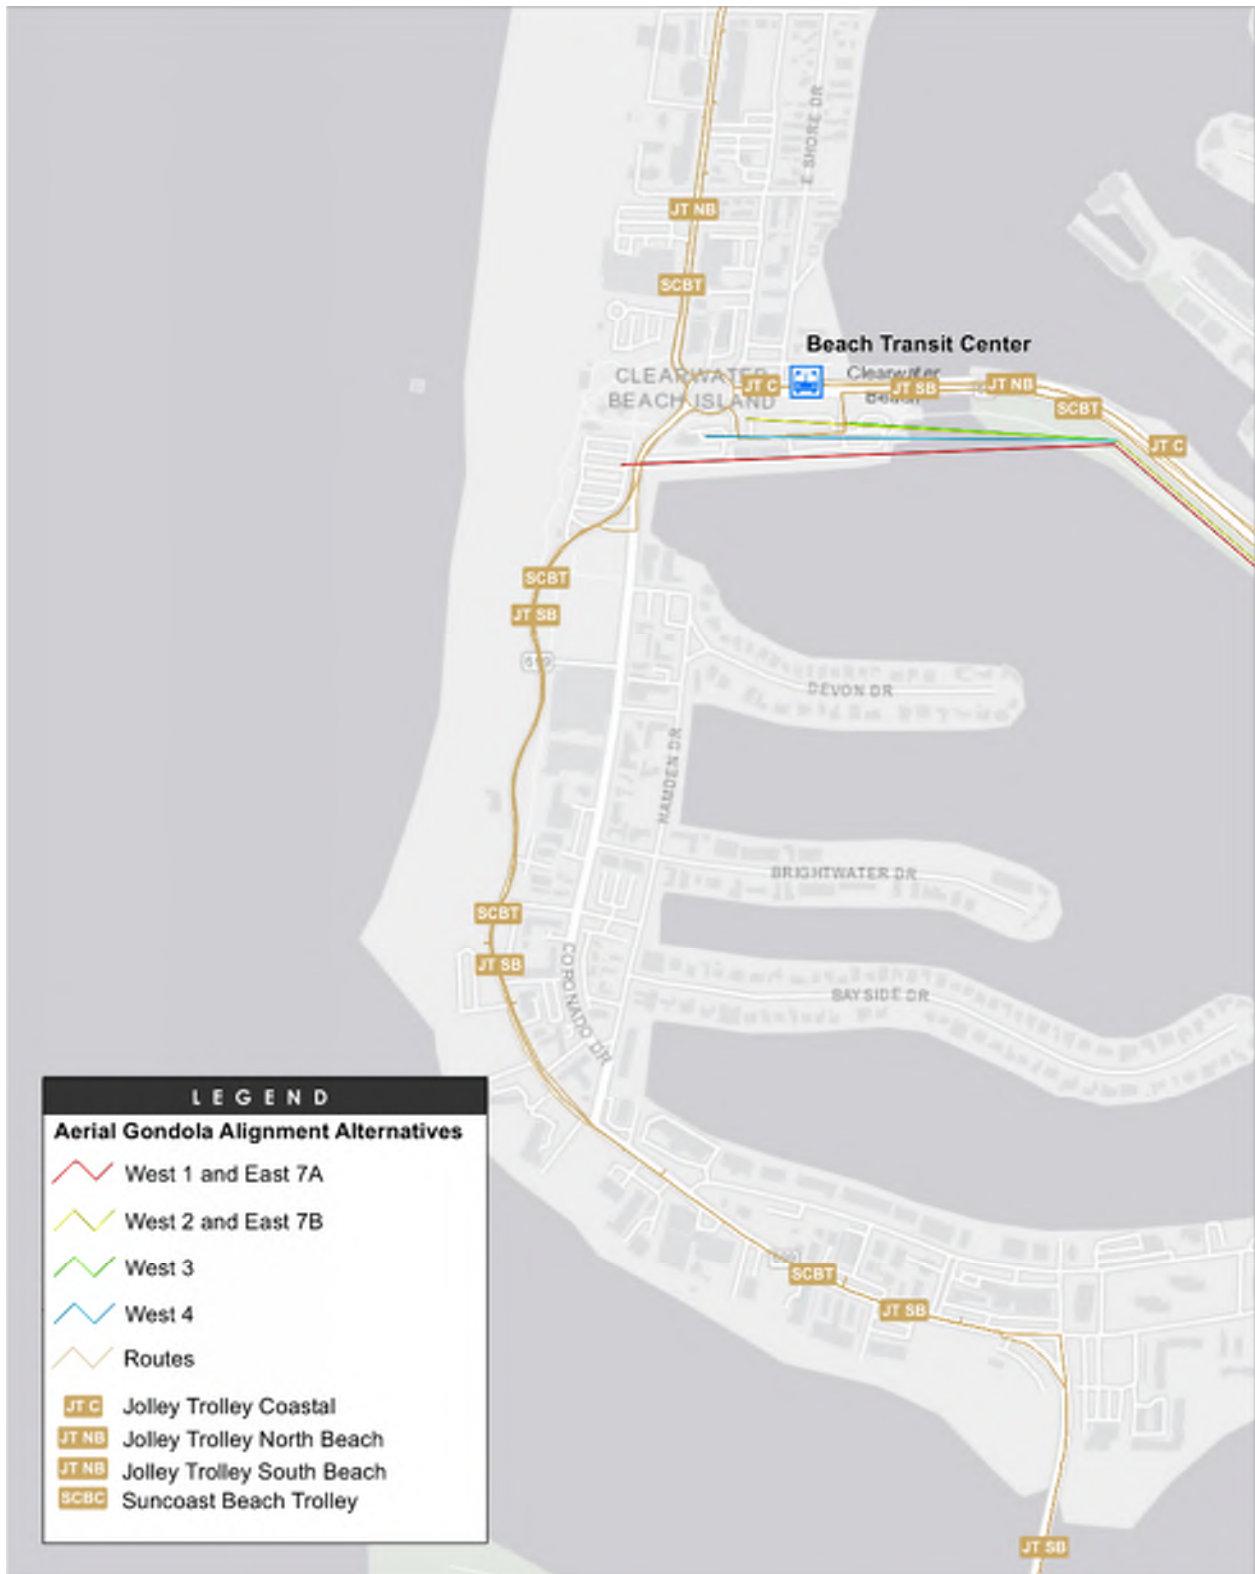 E SHORE DR
JT NB
SCBT
Beach Transit Center
CLEARWATER
BEACH ISLAND
JT C
Clearwater
Beach
JT SB
JT NB
SCBT
JT C
SCBT
JT SB
DEVON DR
HAMDEN DR
BRIGHTWATER DR
SCBT
JT SB
CORONADO DR
BAYSIDE DR
SCBT
JT SB
JT SB
LEGEND
Aerial Gondola Alignment Alternatives
West 1 and East 7A
West 2 and East 7B
West 3
West 4
Routes
JT C Jolley Trolley Coastal
JT NB Jolley Trolley North Beach
JT NB Jolley Trolley South Beach
SCBC Suncoast Beach Trolley